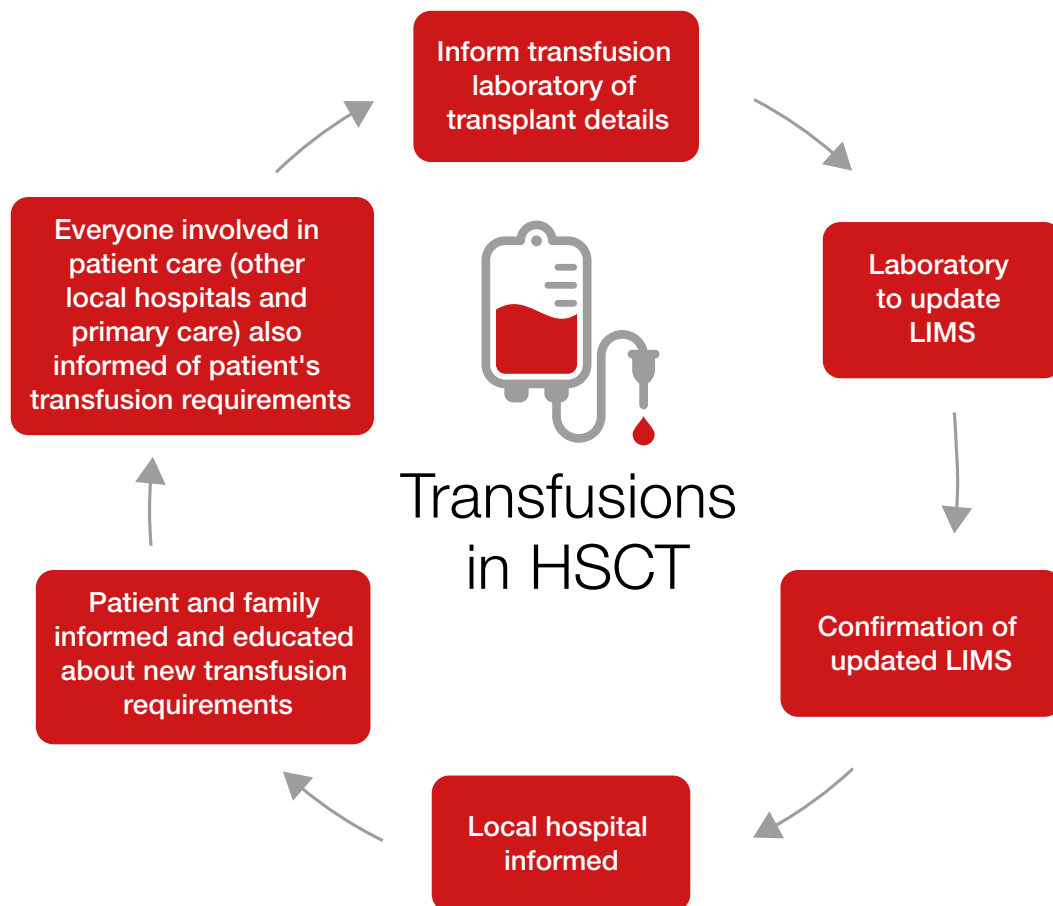 Inform transfusion
laboratory of
transplant details
Laboratory
to update
LIMS
Confirmation of
updated LIMS
Local hospital
informed
Patient and family
informed and educated
about new transfusion
requirements
Everyone involved in
patient care (other
local hospitals and
primary care) also
informed of patient's
transfusion requirements
Transfusions
in HSCT